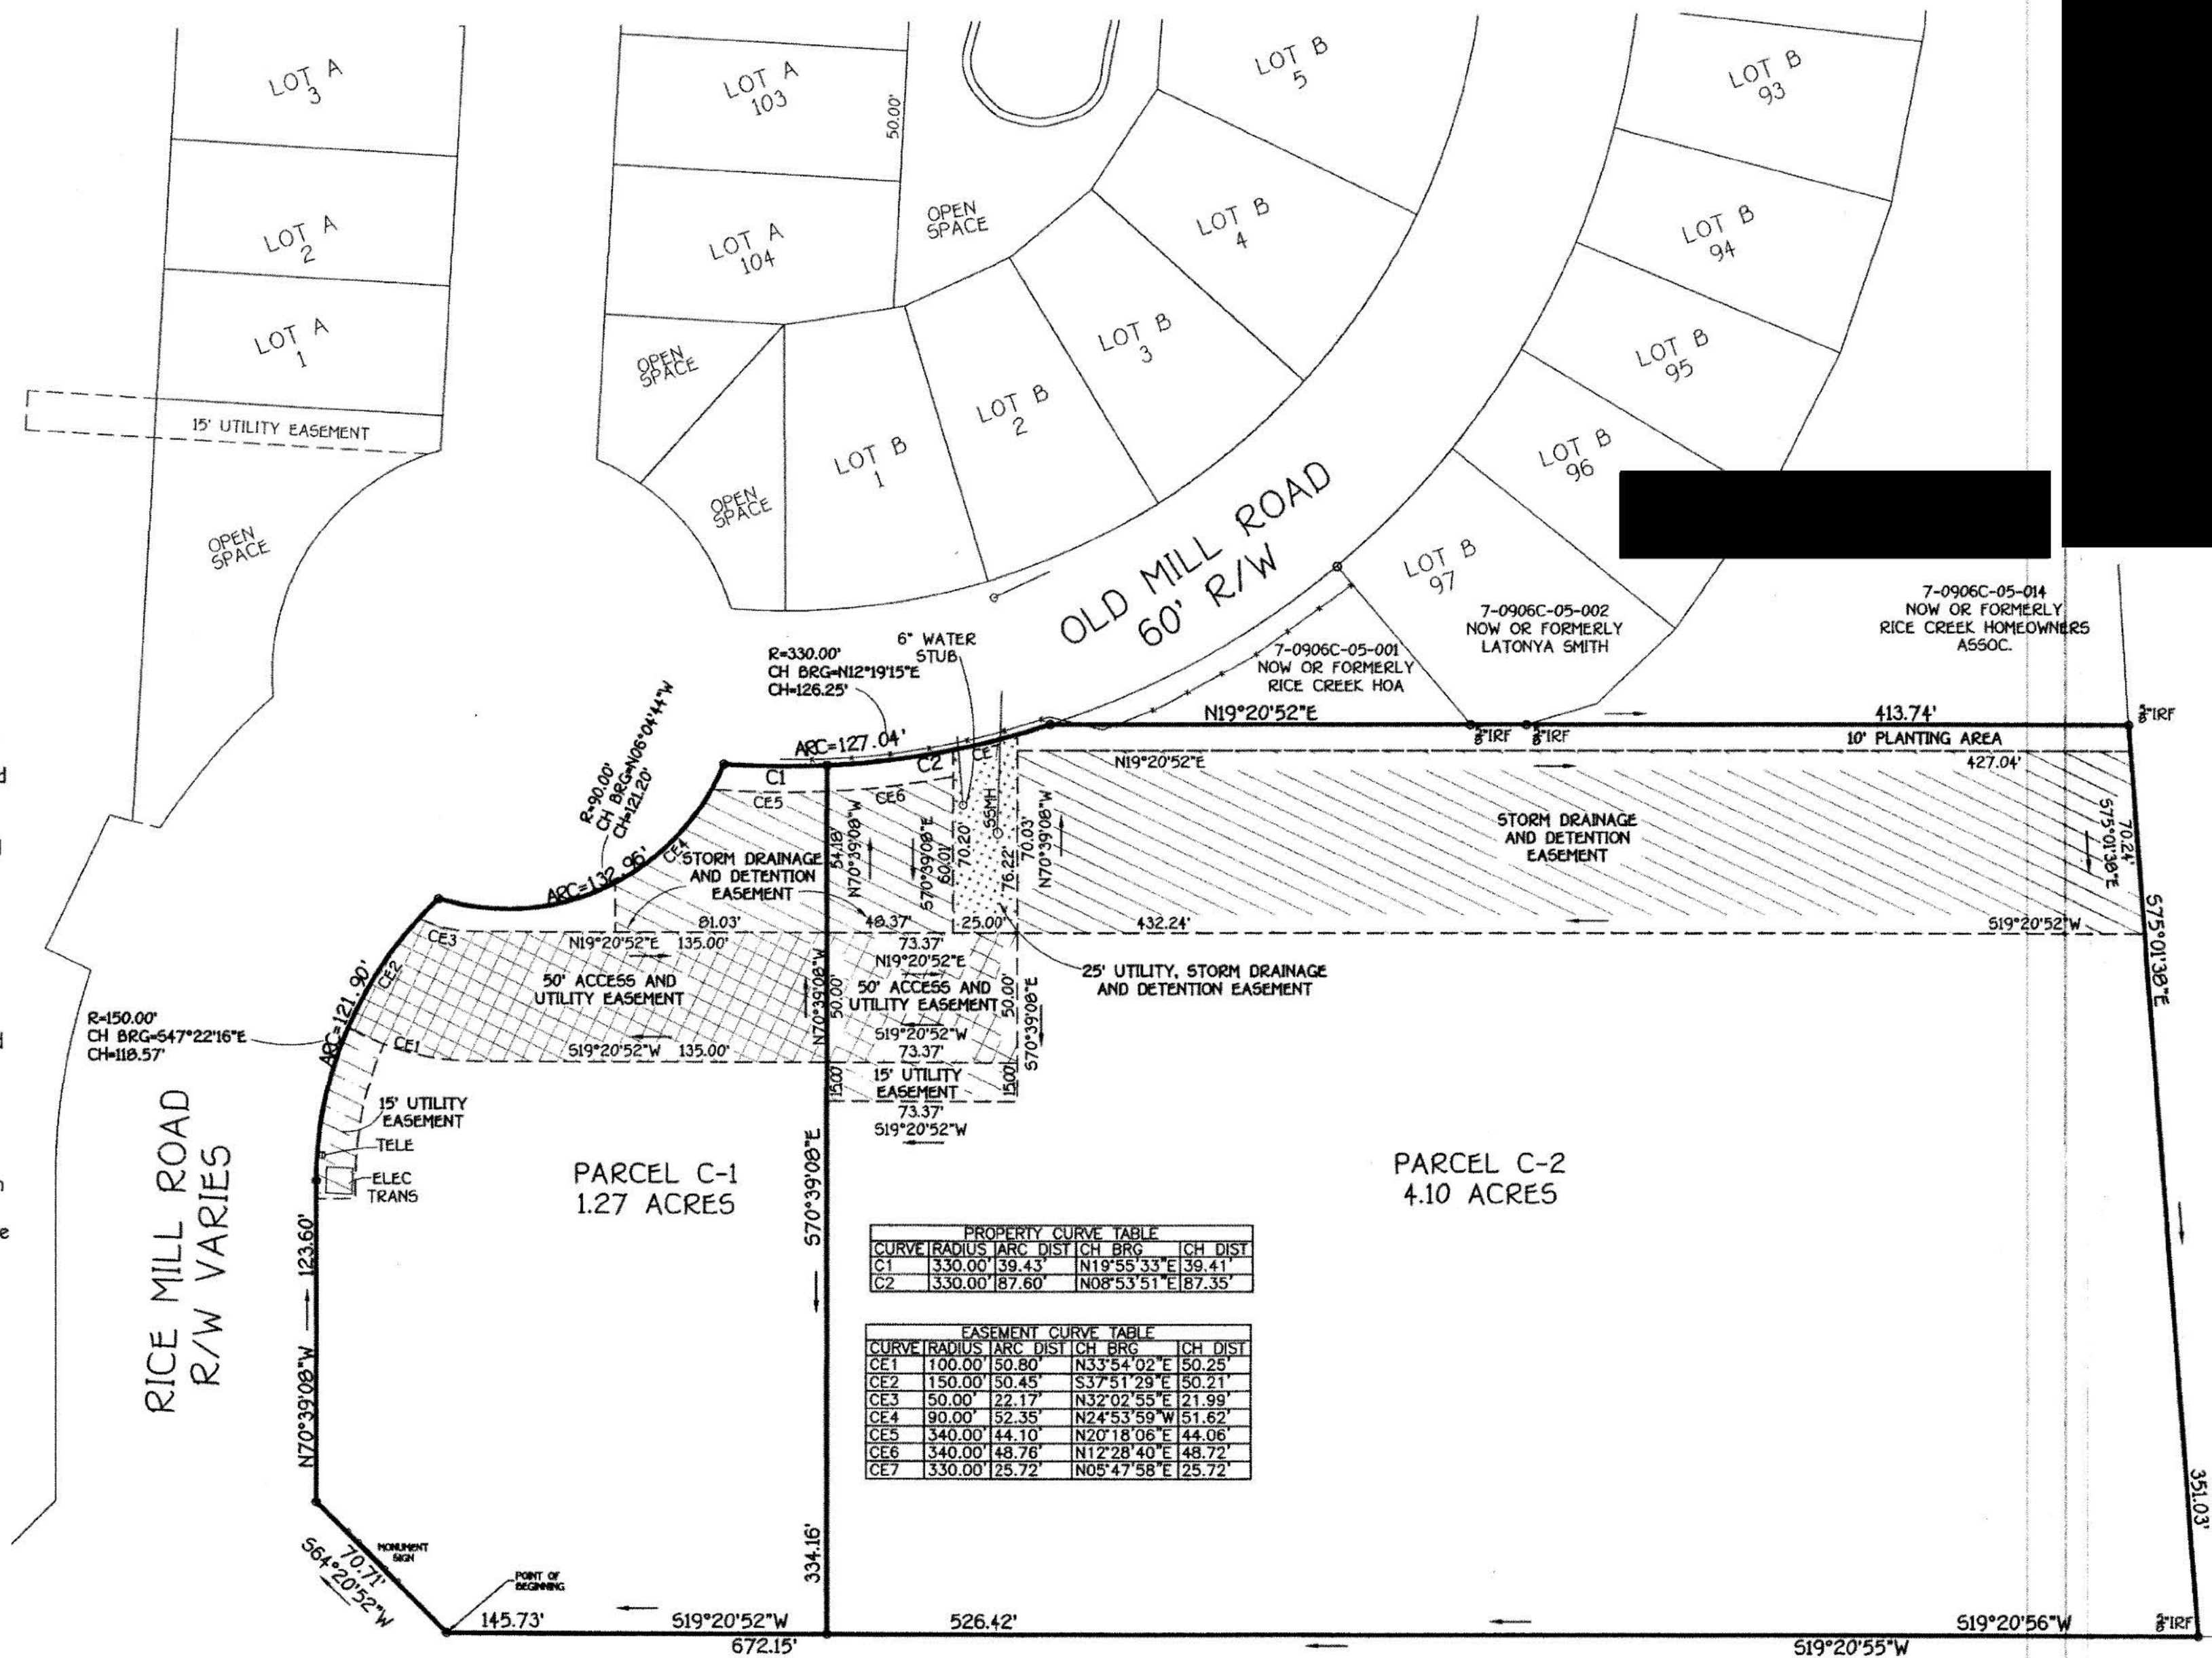 LOT A
3
LOT A
2
LOT A
1
15' UTILITY EASEMENT
OPEN
SPACE
LOT A
103
50.00'
LOT A
104
OPEN
SPACE
OPEN
SPACE
OPEN
SPACE
LOT B
1
LOT B
2
LOT B
3
LOT B
4
LOT B
5
LOT B
93
LOT B
94
LOT B
95
LOT B
96
LOT B
97
OLD MILL ROAD
60' R/W
7-0906C-05-014
NOW OR FORMERLY
RICE CREEK HOMEOWNERS
ASSOC.
7-0906C-05-002
NOW OR FORMERLY
LATONYA SMITH
7-0906C-05-001
NOW OR FORMERLY
RICE CREEK HOA
6" WATER
STUB
R=330.00'
CH BRG=N12°19'15"E
CH=126.25'
ARC=127.04'
R=90.00'
CH BRG=N06°04'44"W
CH=121.20'
ARC=132.96'
N19°20'52"E
413.74'
IRF
IRF
IRF
10' PLANTING AREA
N19°20'52"E
427.04'
C1
C2
CE5
CE6
CE4
STORM DRAINAGE
AND DETENTION
EASEMENT
54.18'
N70°39'08"W
S70°39'08"E
60.01'
70.20'
SSMH
76.22'
70.03'
N70°39'08"W
STORM DRAINAGE
AND DETENTION
EASEMENT
S75°01'38"E
70.24'
S75°01'38"E
81.03'
48.37'
25.00'
432.24'
S19°20'52"W
CE3
N19°20'52"E 135.00'
73.37'
N19°20'52"E
CE2
50' ACCESS AND
UTILITY EASEMENT
N70°39'08"W
50.00'
50' ACCESS AND
UTILITY EASEMENT
50.00'
S70°39'08"E
25' UTILITY, STORM DRAINAGE
AND DETENTION EASEMENT
R=150.00'
CH BRG=S47°22'16"E
CH=118.57'
ARC=121.90'
CE1
S19°20'52"W 135.00'
S19°20'52"W
73.37'
15.00'
15' UTILITY
EASEMENT
15.00'
73.37'
S19°20'52"W
15' UTILITY
EASEMENT
TELE
ELEC
TRANS
RICE MILL ROAD
R/W VARIES
N70°39'08"W
123.60'
PARCEL C-1
1.27 ACRES
S70°39'08"E
334.16'
PARCEL C-2
4.10 ACRES
PROPERTY CURVE TABLE
CURVE RADIUS ARC DIST CH BRG CH DIST
C1 330.00' 39.43' N19°55'33"E 39.41'
C2 330.00' 87.60' N08°53'51"E 87.35'
EASEMENT CURVE TABLE
CURVE RADIUS ARC DIST CH BRG CH DIST
CE1 100.00' 50.80' N33°54'02"E 50.25'
CE2 150.00' 50.45' S37°51'29"E 50.21'
CE3 50.00' 22.17' N32°02'55"E 21.99'
CE4 90.00' 52.35' N24°53'59"W 51.62'
CE5 340.00' 44.10' N20°18'06"E 44.06'
CE6 340.00' 48.76' N12°28'40"E 48.72'
CE7 330.00' 25.72' N05°47'58"E 25.72'
351.03'
MONUMENT
SIGN
70.71'
S64°20'52"W
POINT OF
BEGINNING
145.73'
S19°20'52"W
526.42'
S19°20'56"W
IRF
672.15'
S19°20'55"W